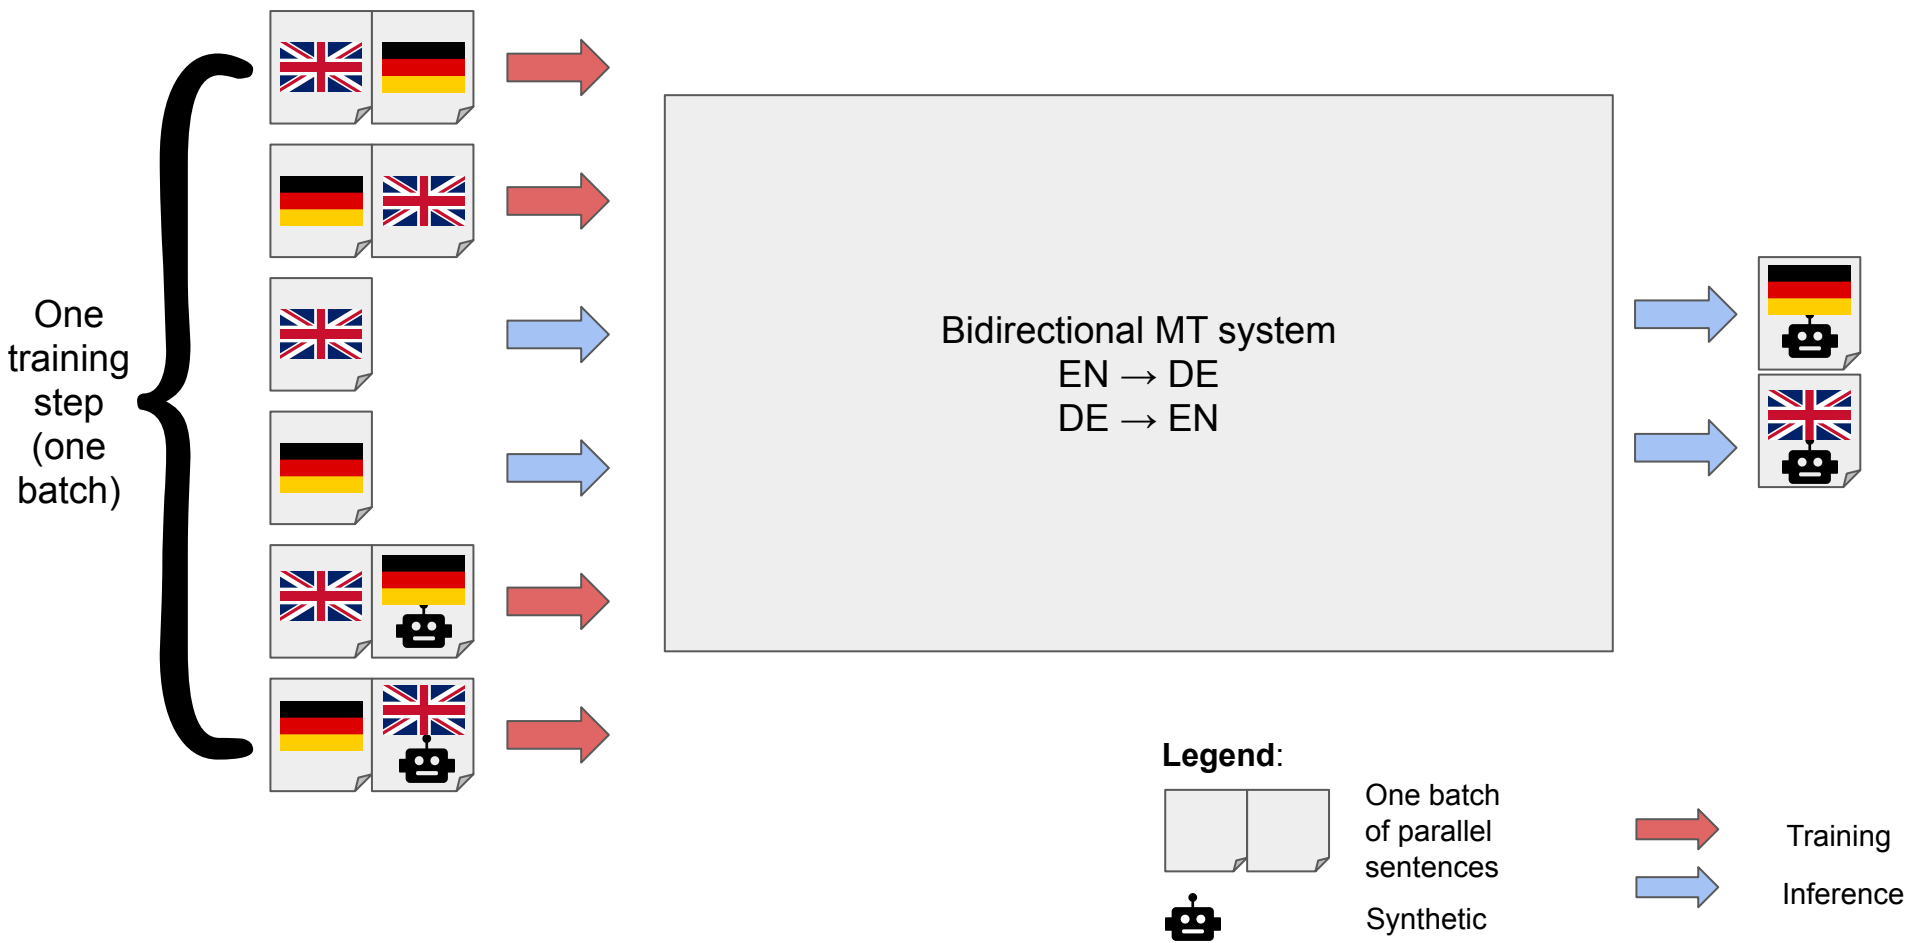 One
training
step
(one
batch)
Bidirectional MT system
EN → DE
DE → EN
Legend:
One batch
of parallel
sentences
Synthetic
Training
Inference